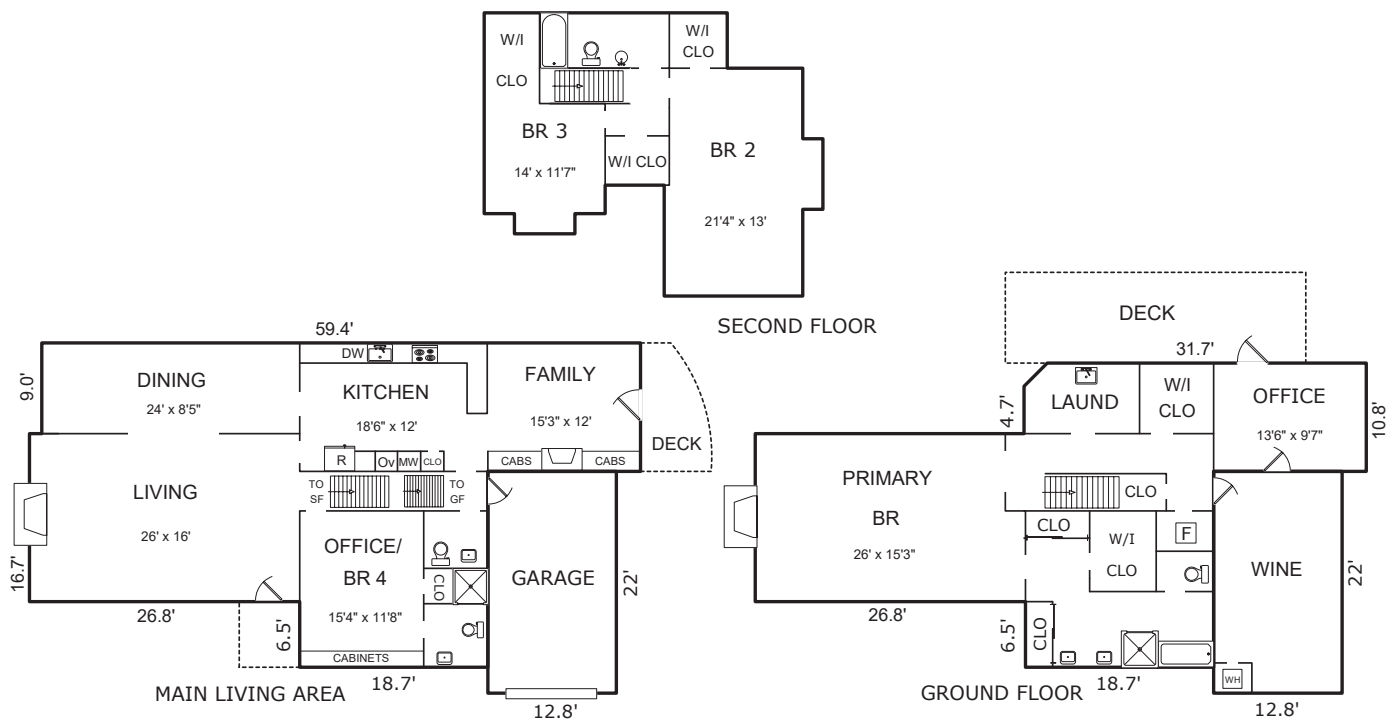 W/I
CLO
W/I
CLO
BR 3
14' x 11'7"
W/I CLO
BR 2
21'4" x 13'
SECOND FLOOR
59.4'
9.0'
DINING
24' x 8'5"
DW
KITCHEN
18'6" x 12'
R
Ov
MW
CLO
FAMILY
15'3" x 12'
CABS
CABS
DECK
LIVING
26' x 16'
16.7'
26.8'
TO
SF
TO
GF
OFFICE/
BR 4
15'4" x 11'8"
CABINETS
CLO
6.5'
18.7'
GARAGE
22'
12.8'
MAIN LIVING AREA
DECK
31.7'
4.7'
LAUND
W/I
CLO
OFFICE
13'6" x 9'7"
10.8'
PRIMARY
BR
26' x 15'3"
26.8'
CLO
CLO
W/I
CLO
F
WINE
22'
6.5'
CLO
WH
18.7'
12.8'
GROUND FLOOR